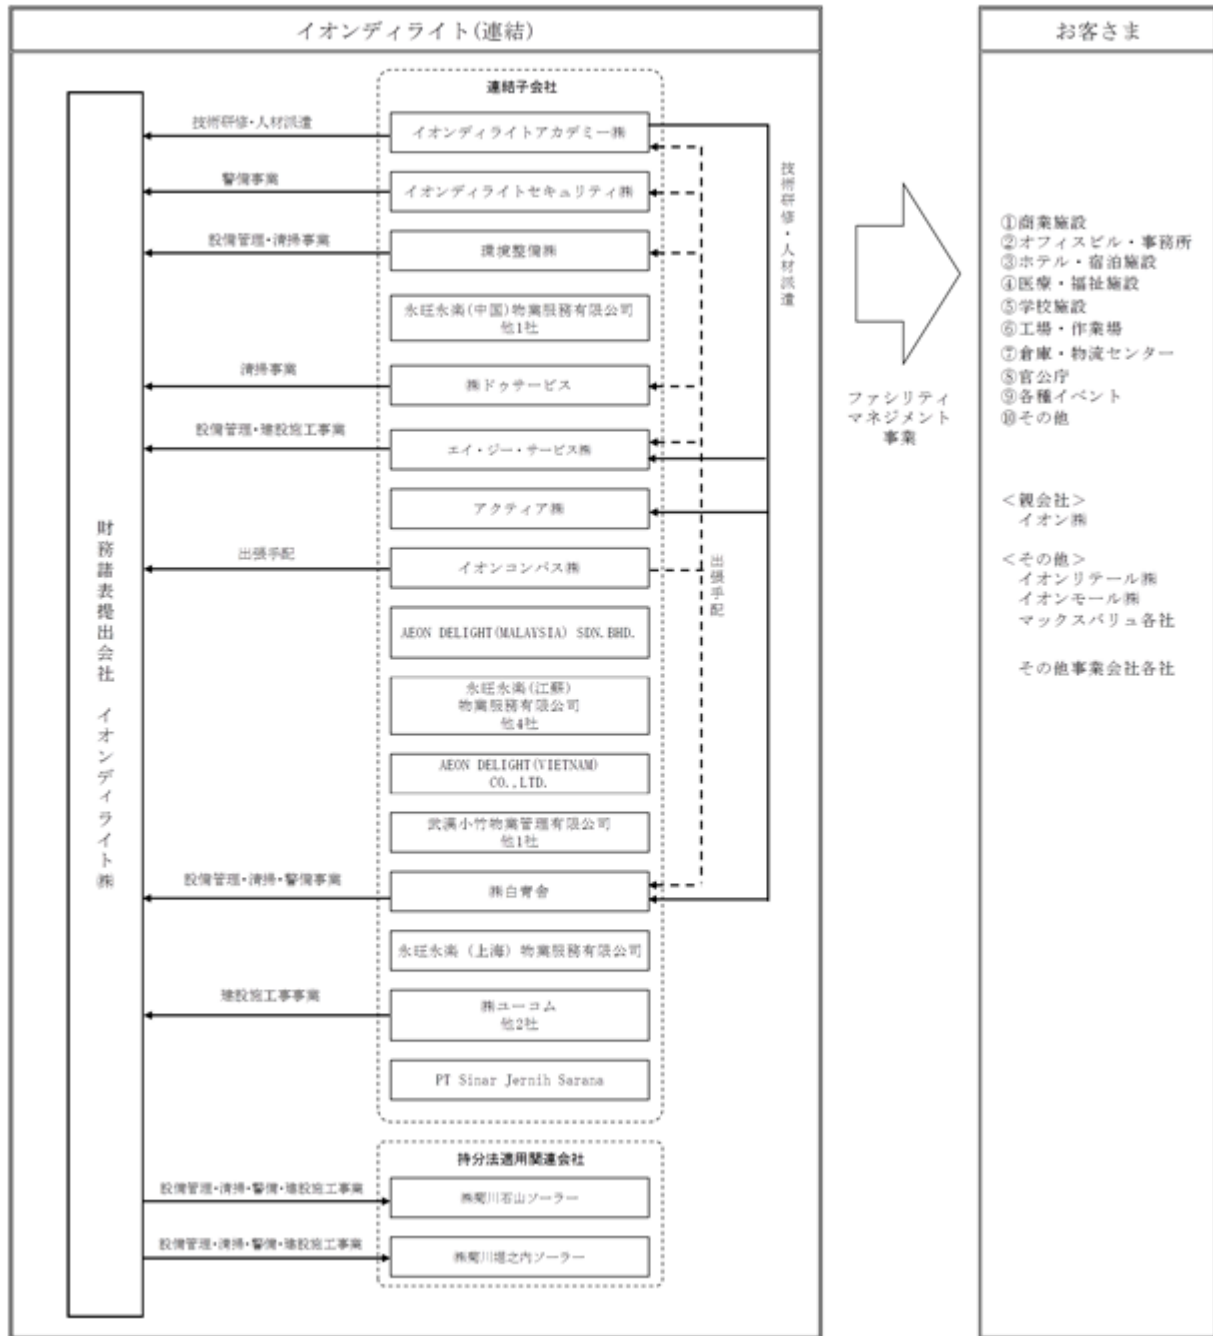 イオンディライト(連結)
お客さま
連結子会社
技術研修・人材派遣
イオンディライトアカデミー㈱
警備事業
イオンディライトセキュリティ㈱
設備管理・清掃事業
環境整備㈱
永旺永楽(中国)物業服務有限公司
他1社
清掃事業
㈱ドゥサービス
設備管理・建設施工事業
エイ・ジー・サービス㈱
アクティア㈱
出張手配
イオンコンパス㈱
AEON DELIGHT(MALAYSIA) SDN.BHD.
永旺永楽(江蘇)
物業服務有限公司
他4社
AEON DELIGHT(VIETNAM)
CO.,LTD.
武漢小竹物業管理有限公司
他1社
設備管理・清掃・警備事業
㈱白青舎
永旺永楽(上海)物業服務有限公司
建設施工事事業
㈱ユーコム
他2社
PT Sinar Jernih Sarana
技術研修・人材派遣
出張手配
財務諸表提出会社 イオンディライト㈱
持分法適用関連会社
設備管理・清掃・警備・建設施工事業
㈱菊川石山ソーラー
設備管理・清掃・警備・建設施工事業
㈱菊川堀之内ソーラー
ファシリティ
マネジメント
事業
①商業施設
②オフィスビル・事務所
③ホテル・宿泊施設
④医療・福祉施設
⑤学校施設
⑥工場・作業場
⑦倉庫・物流センター
⑧官公庁
⑨各種イベント
⑩その他
＜親会社＞
イオン㈱
＜その他＞
イオンリテール㈱
イオンモール㈱
マックスバリュ各社
その他事業会社各社